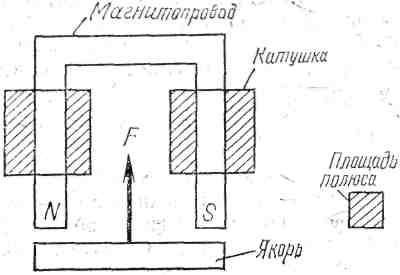 Магнитопровод
Катушка
F
Площадь
полюса
N
S
Якорь